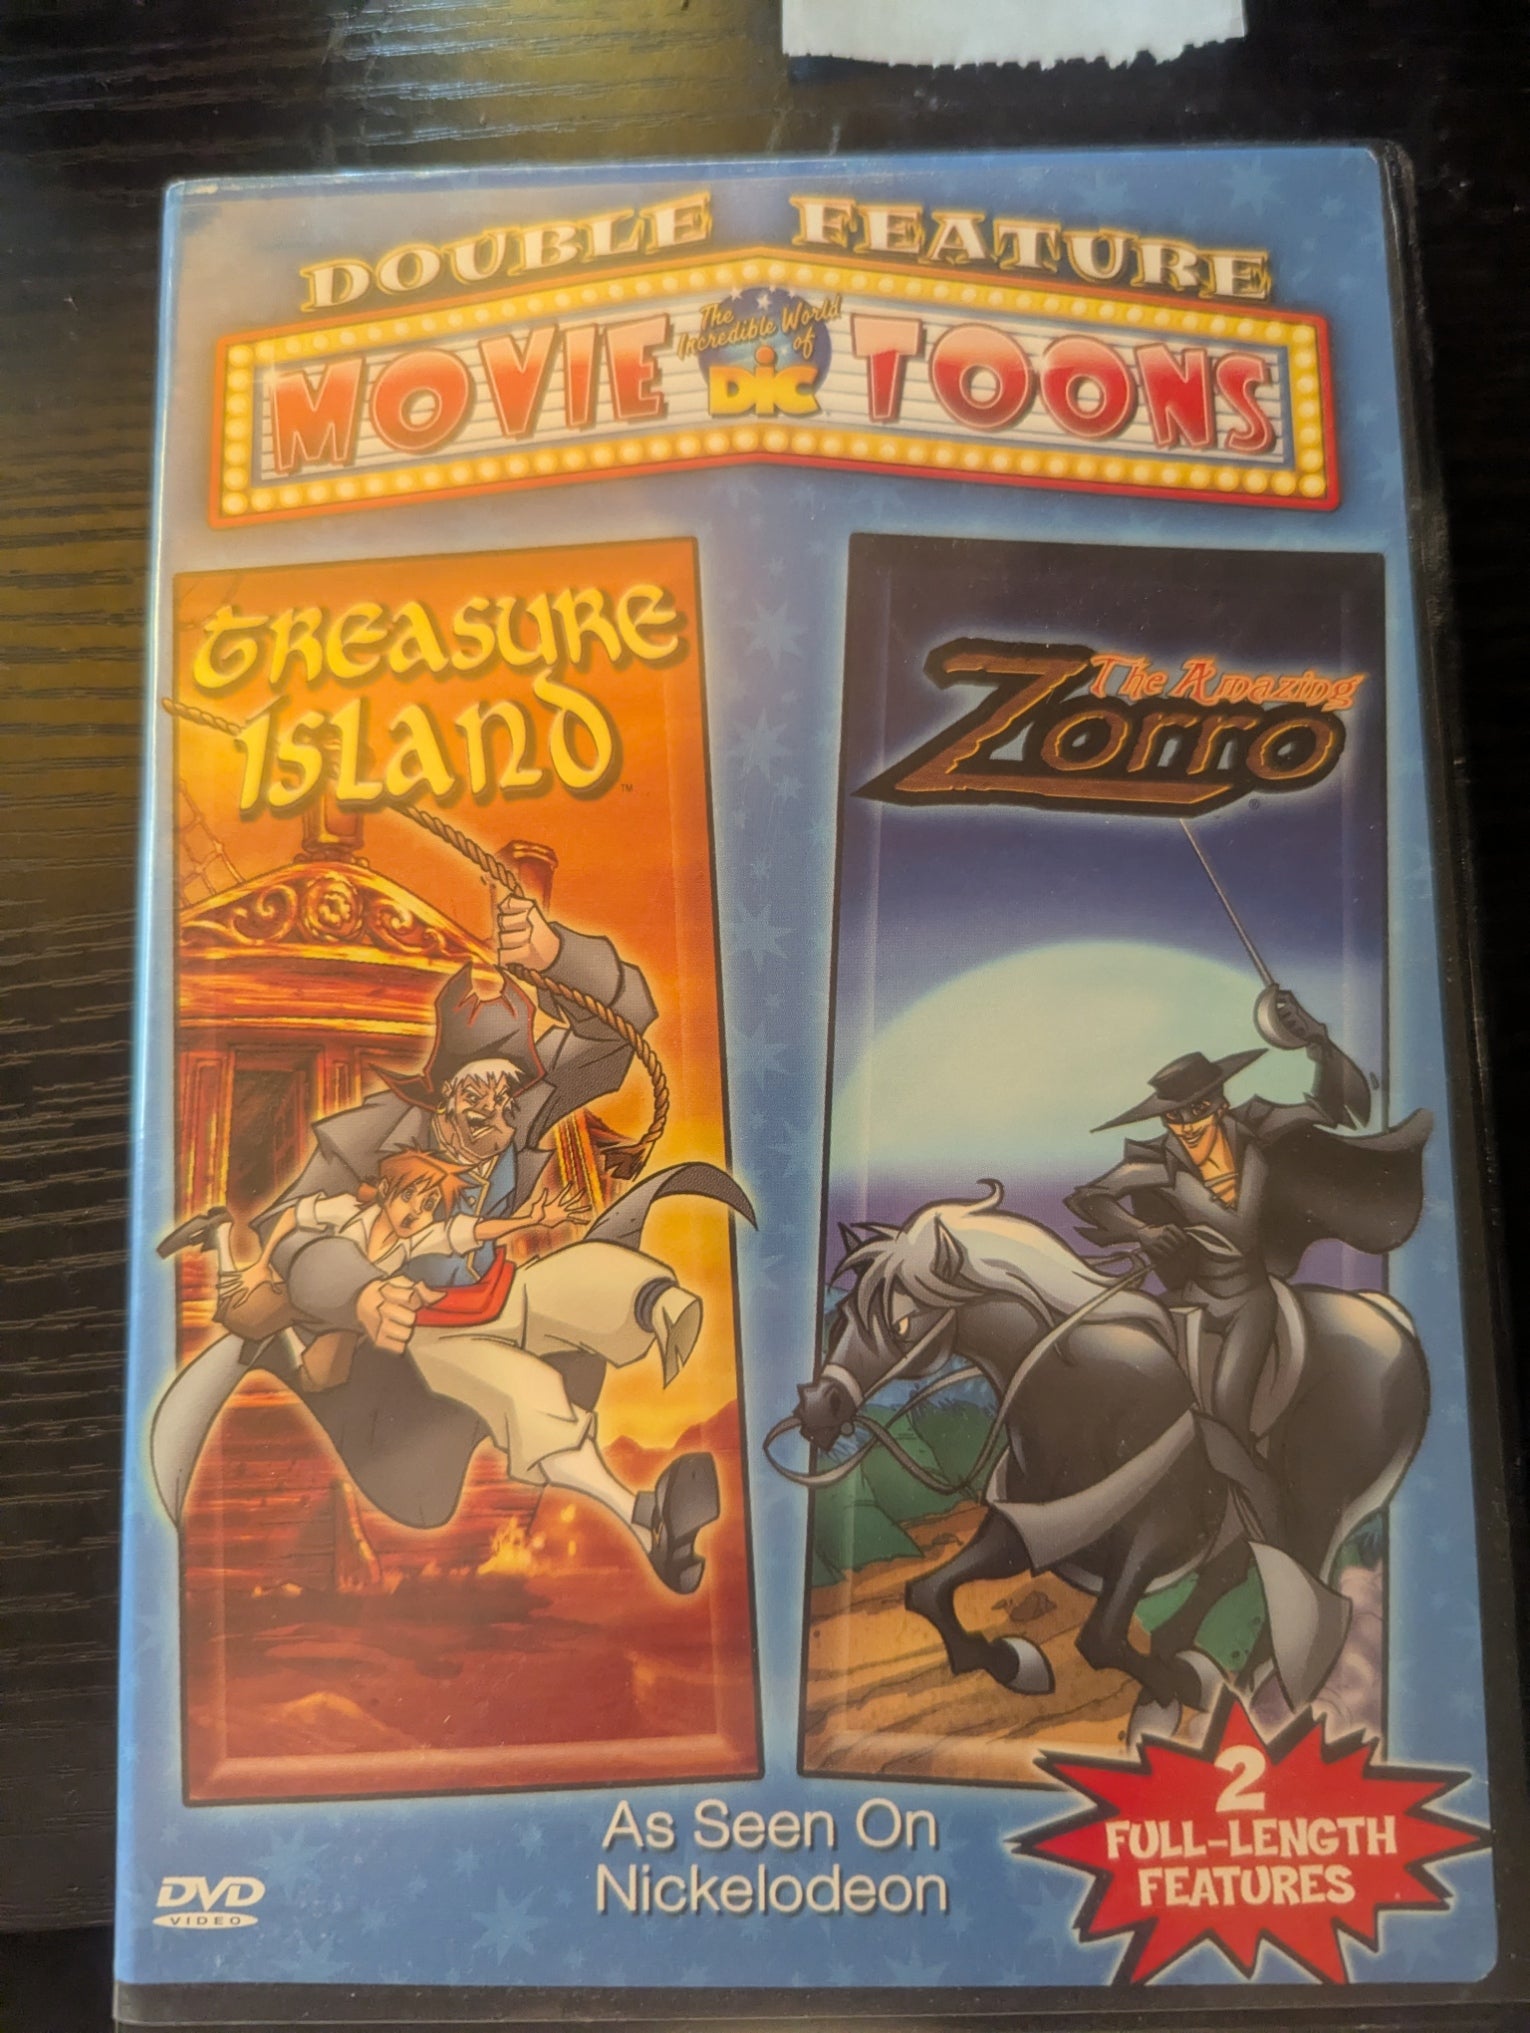 DOUBLE FEATURE
MOVIE The Incredible World of DIC TOONS
TREASURE
ISLAND™
The Amazing
Zorro®
As Seen On
Nickelodeon
2
FULL-LENGTH
FEATURES
DVD
VIDEO